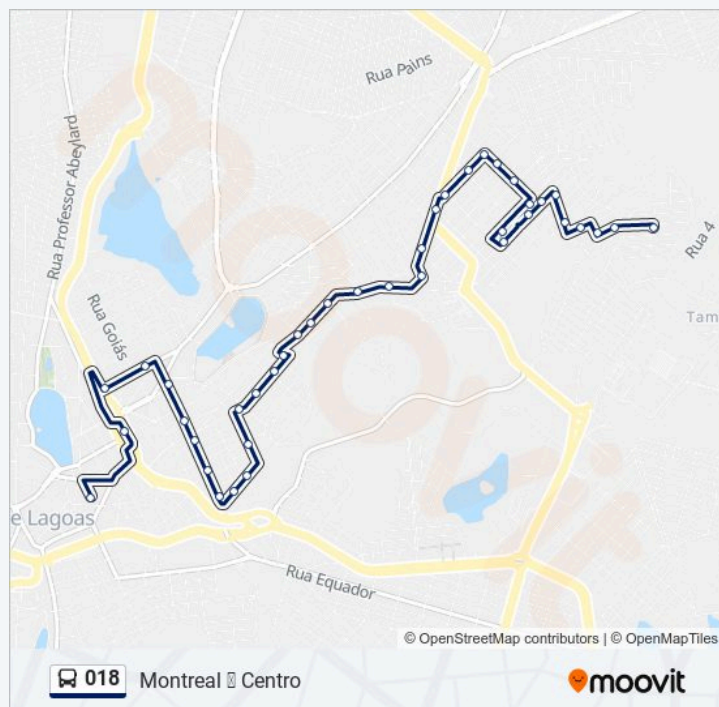 Rua Pains
Rua Professor Abeylard
Rua 4
Rua Goiás
Tam
e Lagoas
Rua Equador
© OpenStreetMap contributors | © OpenMapTiles
018 Montreal ▯ Centro
moovit
moovit